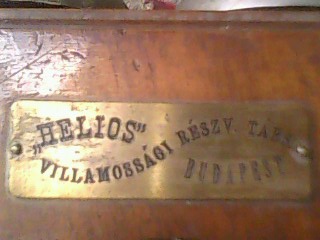 „HELIOS”
VILLAMOSSÁGI RÉSZV. TÁRS.
BUDAPEST